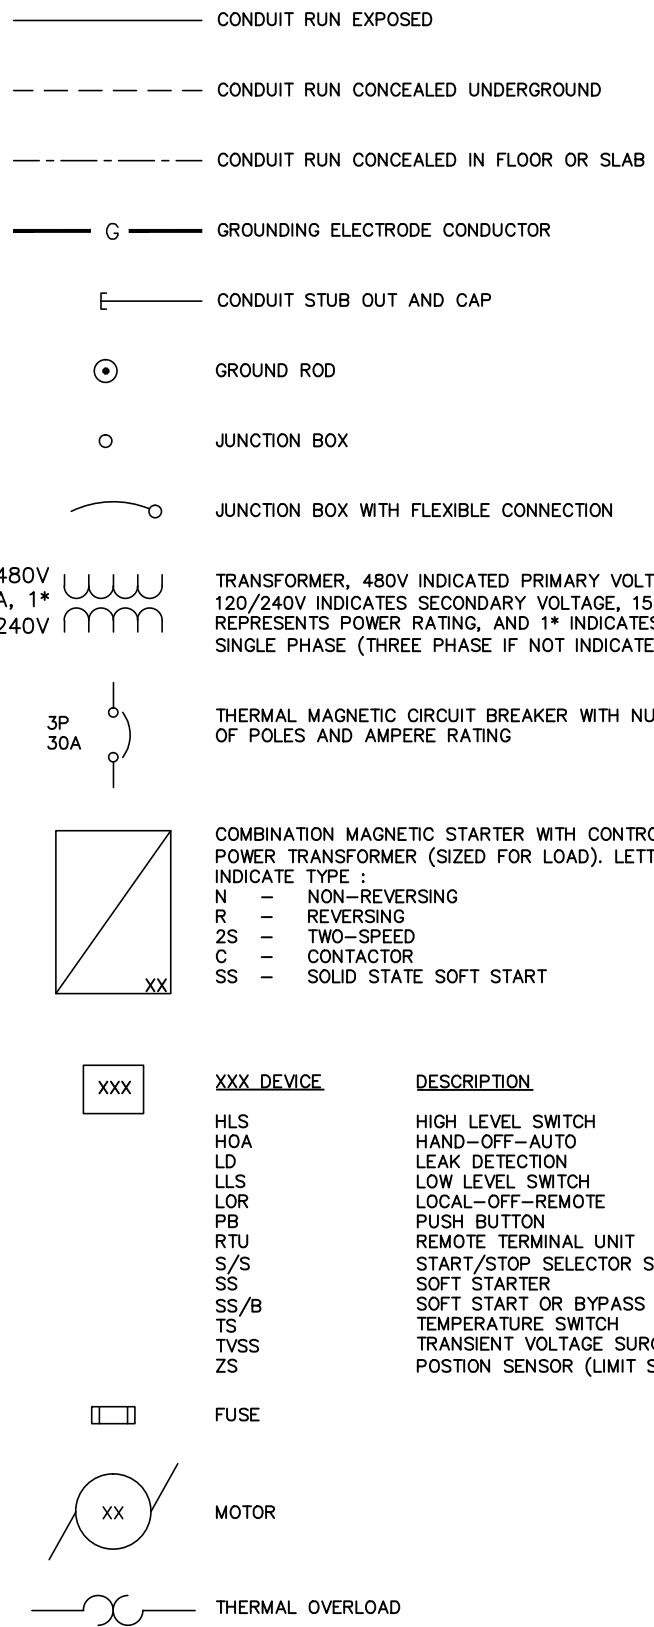 CONDUIT RUN EXPOSED
CONDUIT RUN CONCEALED UNDERGROUND
CONDUIT RUN CONCEALED IN FLOOR OR SLAB
G GROUNDING ELECTRODE CONDUCTOR
CONDUIT STUB OUT AND CAP
GROUND ROD
JUNCTION BOX
JUNCTION BOX WITH FLEXIBLE CONNECTION
480V
A, 1*
240V
TRANSFORMER, 480V INDICATED PRIMARY
120/240V INDICATES SECONDARY VOLTAGE,
REPRESENTS POWER RATING, AND 1* INDICATES
SINGLE PHASE (THREE PHASE IF NOT
3P
30A
THERMAL MAGNETIC CIRCUIT BREAKER WITH
OF POLES AND AMPERE RATING
COMBINATION MAGNETIC STARTER WITH
POWER TRANSFORMER (SIZED FOR LOAD).
INDICATE TYPE :
N – NON–REVERSING
R – REVERSING
2S – TWO–SPEED
C – CONTACTOR
SS – SOLID STATE SOFT START
XX
XXX
XXX DEVICE DESCRIPTION
HLS HIGH LEVEL SWITCH
HOA HAND–OFF–AUTO
LD LEAK DETECTION
LLS LOW LEVEL SWITCH
LOR LOCAL–OFF–REMOTE
PB PUSH BUTTON
RTU REMOTE TERMINAL UNIT
S/S START/STOP SELECTOR
SS SOFT STARTER
SS/B SOFT START OR BYPASS
TS TEMPERATURE SWITCH
TVSS TRANSIENT VOLTAGE
ZS POSTION SENSOR (LIMIT
FUSE
XX MOTOR
THERMAL OVERLOAD